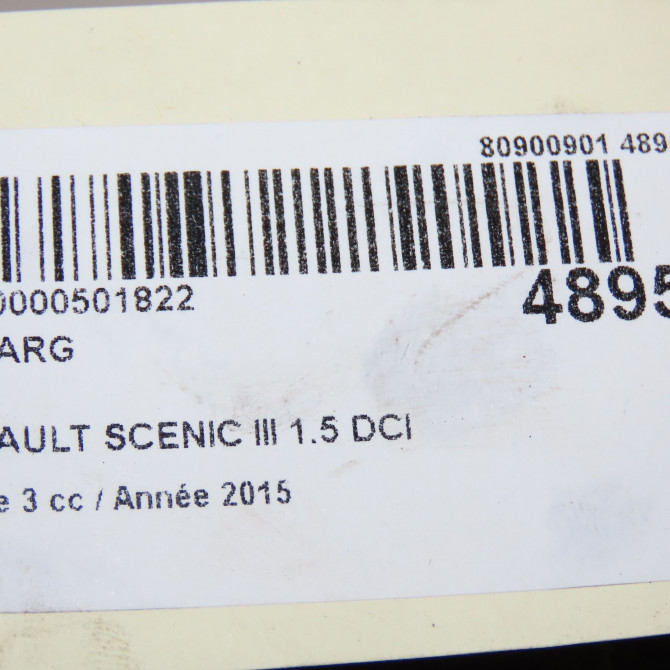 80900901 489
0000501822
4895
ARG
AULT SCENIC III 1.5 DCI
e 3 cc / Année 2015